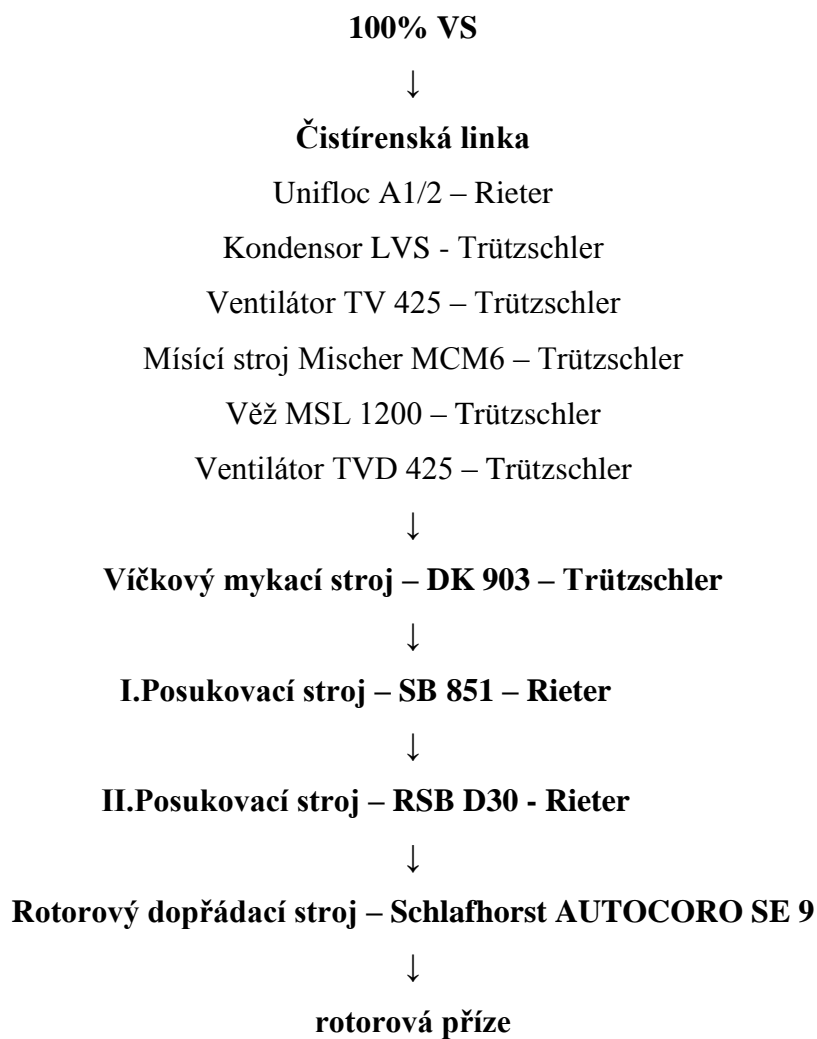 100% VS
↓
Čistírenská linka
Unifloc A1/2 – Rieter
Kondensor LVS - Trützschler
Ventilátor TV 425 – Trützschler
Mísící stroj Mischer MCM6 – Trützschler
Věž MSL 1200 – Trützschler
Ventilátor TVD 425 – Trützschler
↓
Víčkový mykací stroj – DK 903 – Trützschler
↓
I.Posukovací stroj – SB 851 – Rieter
↓
II.Posukovací stroj – RSB D30 - Rieter
↓
Rotorový dopřádací stroj – Schlafhorst AUTOCORO SE 9
↓
rotorová příze